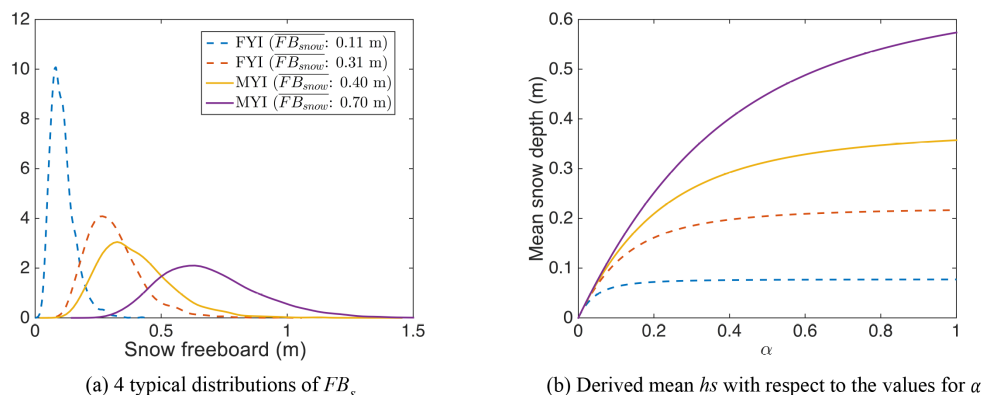 12
10
8
6
4
2
0
0
0.5
1
1.5
Snow freeboard (m)
FYI (FB_snow: 0.11 m)
FYI (FB_snow: 0.31 m)
MYI (FB_snow: 0.40 m)
MYI (FB_snow: 0.70 m)
(a) 4 typical distributions of FB_s
Mean snow depth (m)
0.6
0.5
0.4
0.3
0.2
0.1
0
0
0.2
0.4
0.6
0.8
1
α
(b) Derived mean hs with respect to the values for α